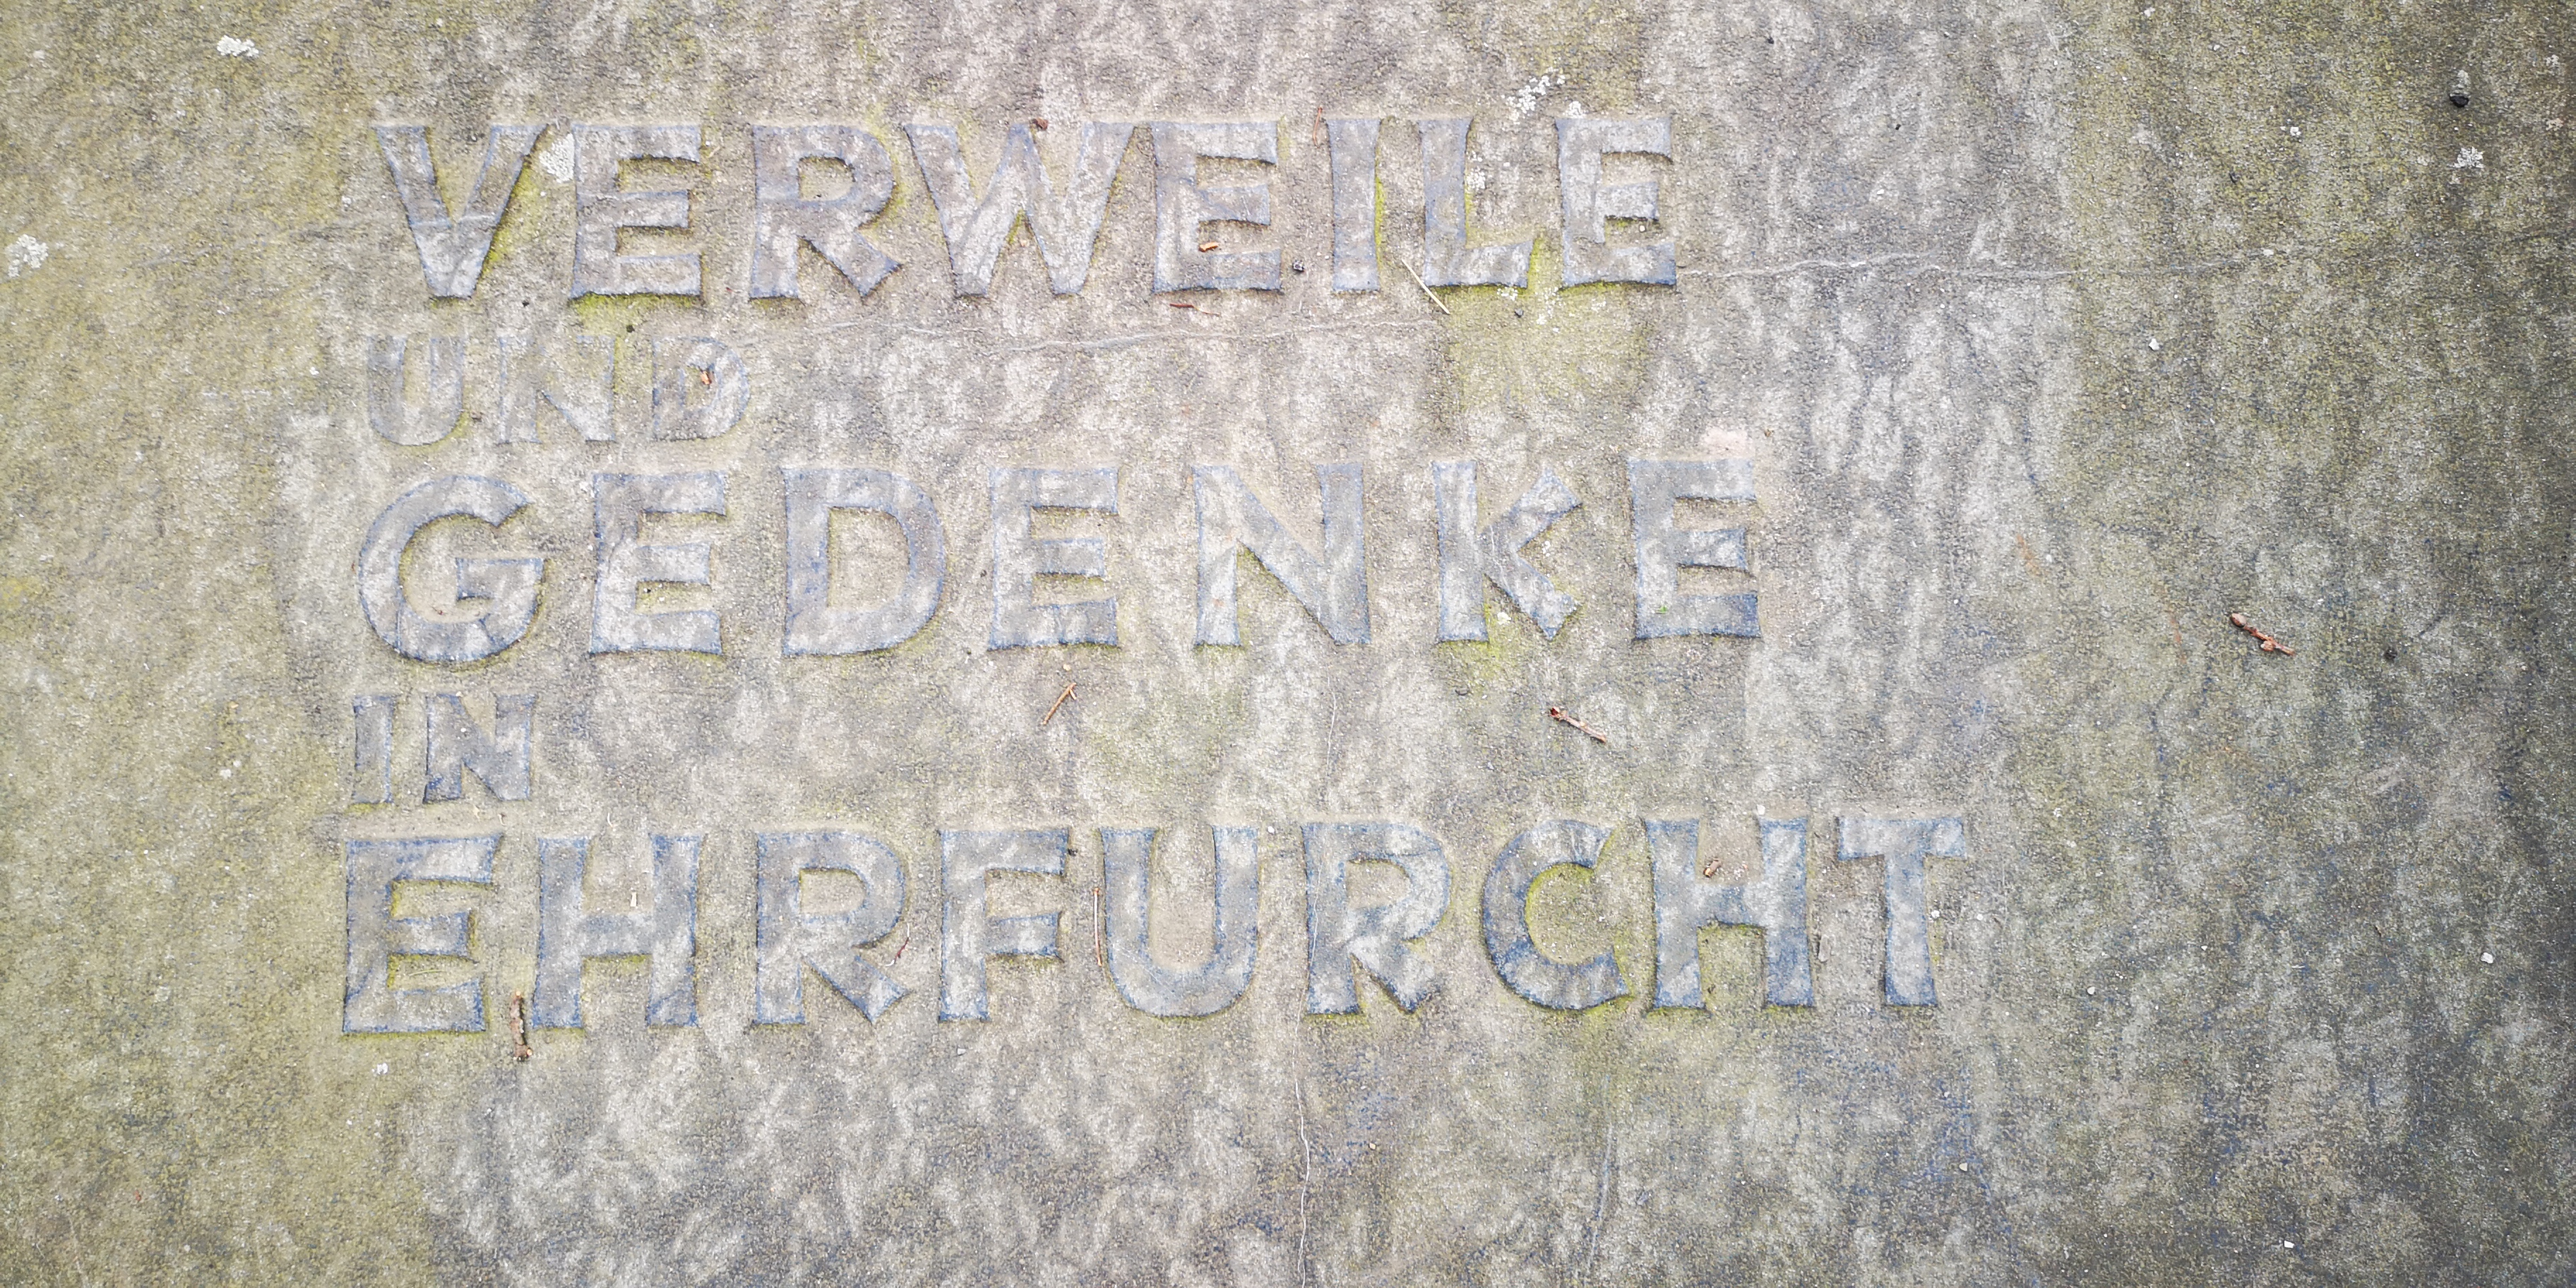 VERWEILE
UND
GEDENKE
IN
EHRFURCHT